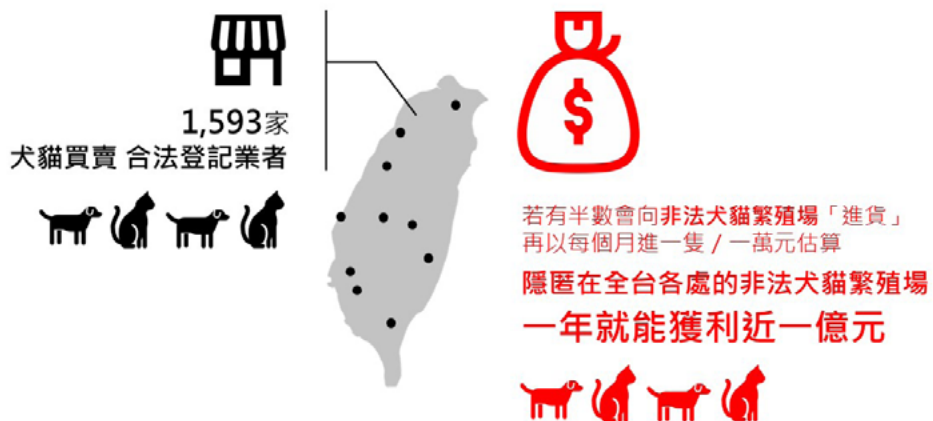 1,593家
犬貓買賣 合法登記業者
$
若有半數會向非法犬貓繁殖場「進貢」
再以每個月進一隻 / 一萬元估算
隱匿在全台各處的非法犬貓繁殖場
一年就能獲利近一億元